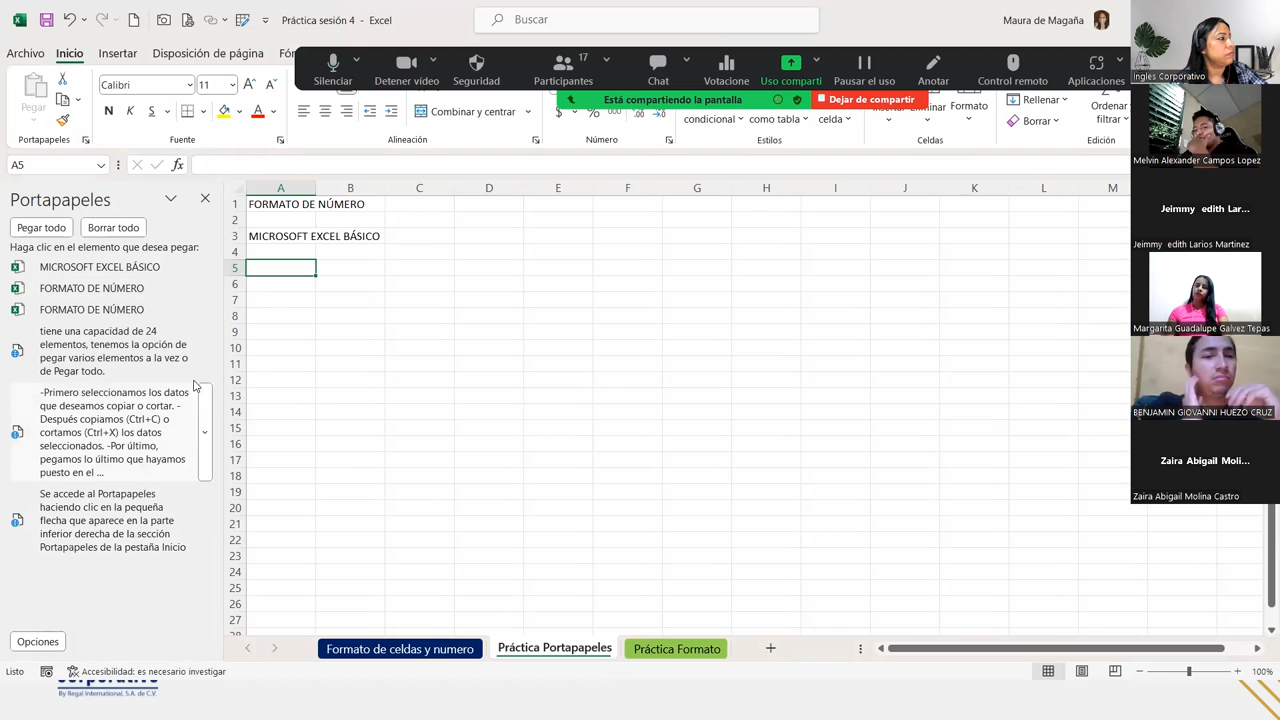 Práctica sesión 4 - Excel
Buscar
Maura de Magaña
Archivo
Inicio
Insertar
Disposición de página
Silenciar
Detener vídeo
Seguridad
Participantes
17
Chat
Votacione
Uso comparti
Pausar el uso
Anotar
Control remoto
Aplicaciones
Está compartiendo la pantalla
Dejar de compartir
Pegar
Portapapeles
Calibri
11
N
K
S
Fuente
Combinar y centrar
Alineación
Número
condicional
como tabla
celda
Estilos
Formato
Celdas
Rellenar
Borrar
Ordenar
filtrar
Edición
A5
fx
Portapapeles
Pegar todo
Borrar todo
Haga clic en el elemento que desea pegar:
MICROSOFT EXCEL BÁSICO
FORMATO DE NÚMERO
FORMATO DE NÚMERO
tiene una capacidad de 24
elementos, tenemos la opción de
pegar varios elementos a la vez o
de Pegar todo.
-Primero seleccionamos los datos
que deseamos copiar o cortar. -
Después copiamos (Ctrl+C) o
cortamos (Ctrl+X) los datos
seleccionados. -Por último,
pegamos lo último que hayamos
puesto en el ...
Se accede al Portapapeles
haciendo clic en la pequeña
flecha que aparece en la parte
inferior derecha de la sección
Portapapeles de la pestaña Inicio
Opciones
A B C D E F G H I J K L M
1 FORMATO DE NÚMERO
2
3 MICROSOFT EXCEL BÁSICO
4
5
6
7
8
9
10
11
12
13
14
15
16
17
18
19
20
21
22
23
24
25
26
27
Formato de celdas y numero
Práctica Portapapeles
Práctica Formato
Listo
Accesibilidad: es necesario investigar
100%
By Regal International, S.A. de C.V.
Ingles Corporativo
Melvin Alexander Campos Lopez
Jeimmy edith Lar...
Jeimmy edith Larios Martinez
Margarita Guadalupe Galvez Tepas
BENJAMIN GIOVANNI HUEZO CRUZ
Zaira Abigail Moli...
Zaira Abigail Molina Castro